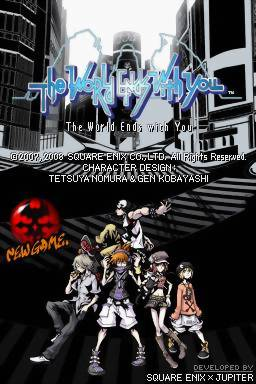 The World Ends With You
The World Ends with You
©2007, 2008 SQUARE ENIX CO.,LTD. All Rights Reserved.
CHARACTER DESIGN:
TETSUYA NOMURA & GEN KOBAYASHI
NEW GAME.
DEVELOPED BY
SQUARE ENIX × JUPITER